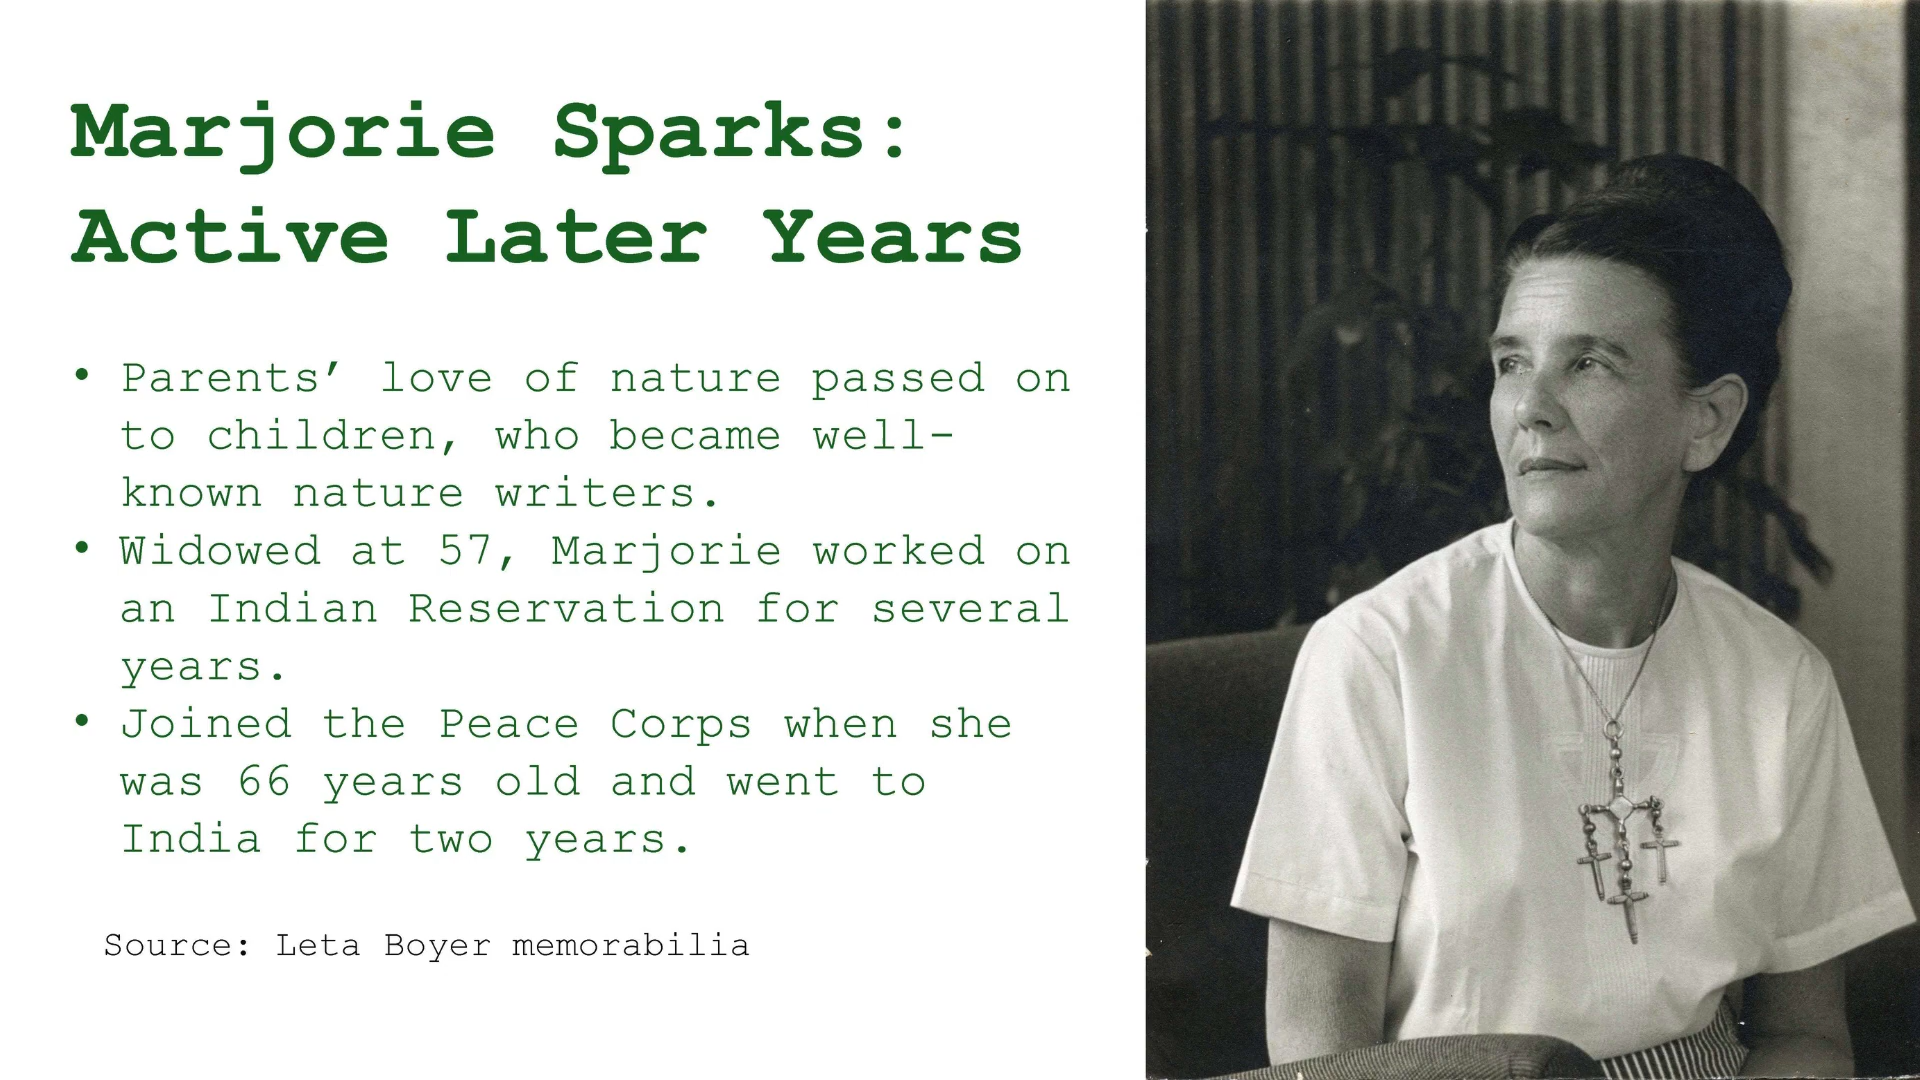 Marjorie Sparks:
Active Later Years
• Parents’ love of nature passed on
to children, who became well-
known nature writers.
• Widowed at 57, Marjorie worked on
an Indian Reservation for several
years.
• Joined the Peace Corps when she
was 66 years old and went to
India for two years.
Source: Leta Boyer memorabilia